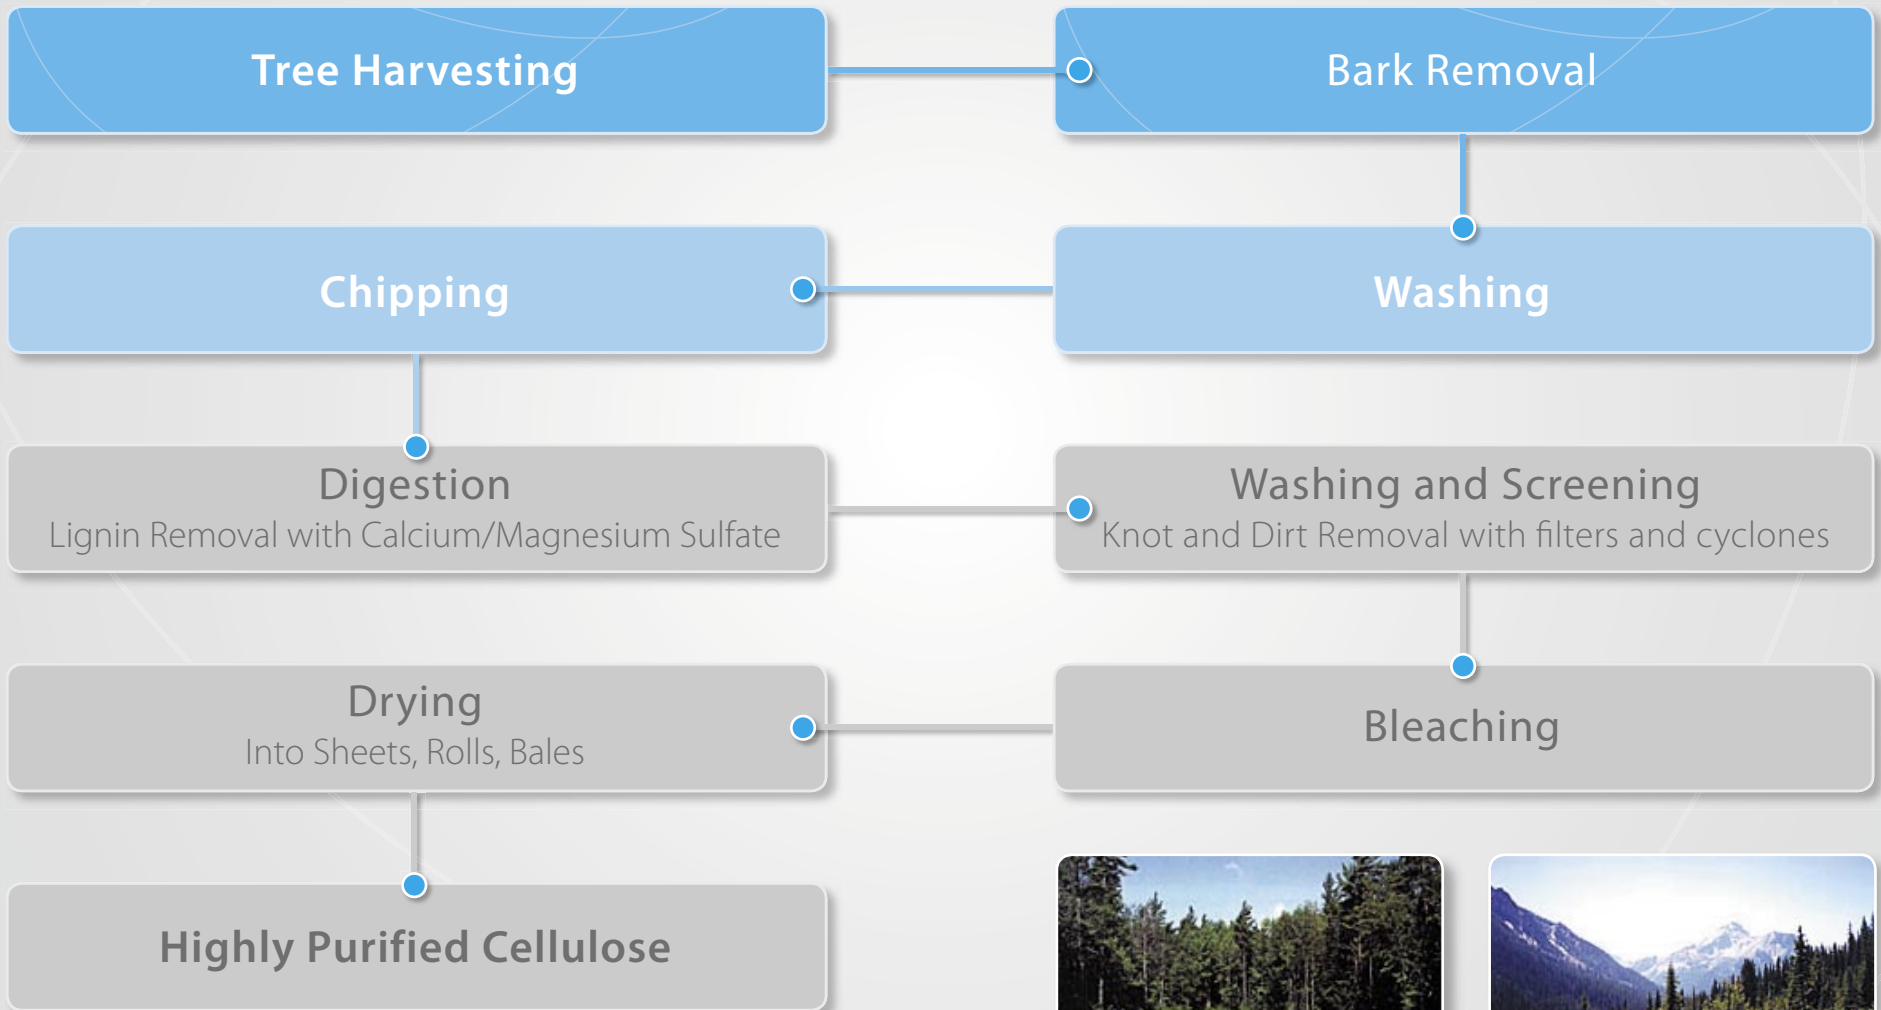 Tree Harvesting
Bark Removal
Chipping
Washing
Digestion
Lignin Removal with Calcium/Magnesium Sulfate
Washing and Screening
Knot and Dirt Removal with filters and cyclones
Drying
Into Sheets, Rolls, Bales
Bleaching
Highly Purified Cellulose